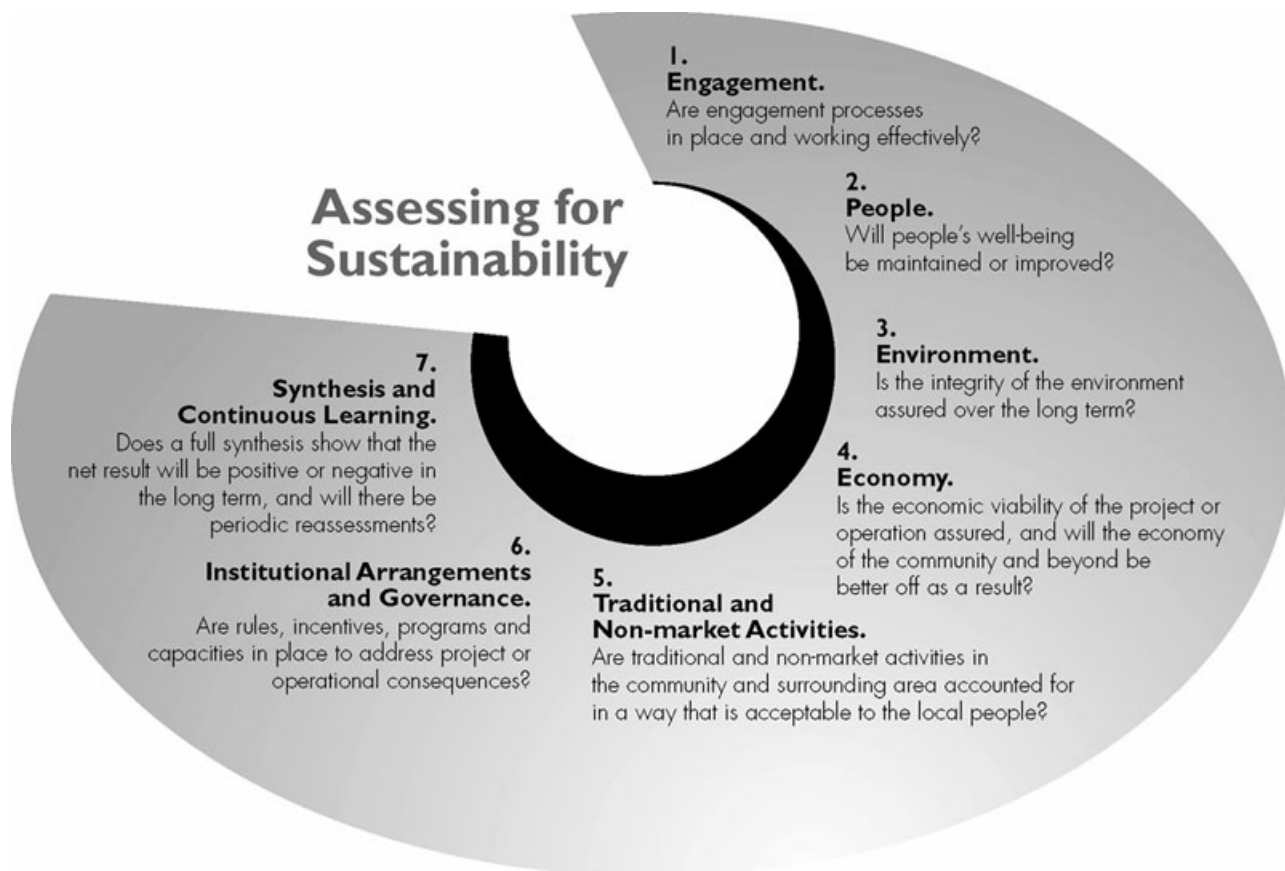 Assessing for
Sustainability
1.
Engagement.
Are engagement processes
in place and working effectively?
2.
People.
Will people's well-being
be maintained or improved?
3.
Environment.
Is the integrity of the environment
assured over the long term?
4.
Economy.
Is the economic viability of the project or
operation assured, and will the economy
of the community and beyond be
better off as a result?
5.
Traditional and
Non-market Activities.
Are traditional and non-market activities in
the community and surrounding area accounted for
in a way that is acceptable to the local people?
6.
Institutional Arrangements
and Governance.
Are rules, incentives, programs and
capacities in place to address project or
operational consequences?
7.
Synthesis and
Continuous Learning.
Does a full synthesis show that the
net result will be positive or negative in
the long term, and will there be
periodic reassessments?